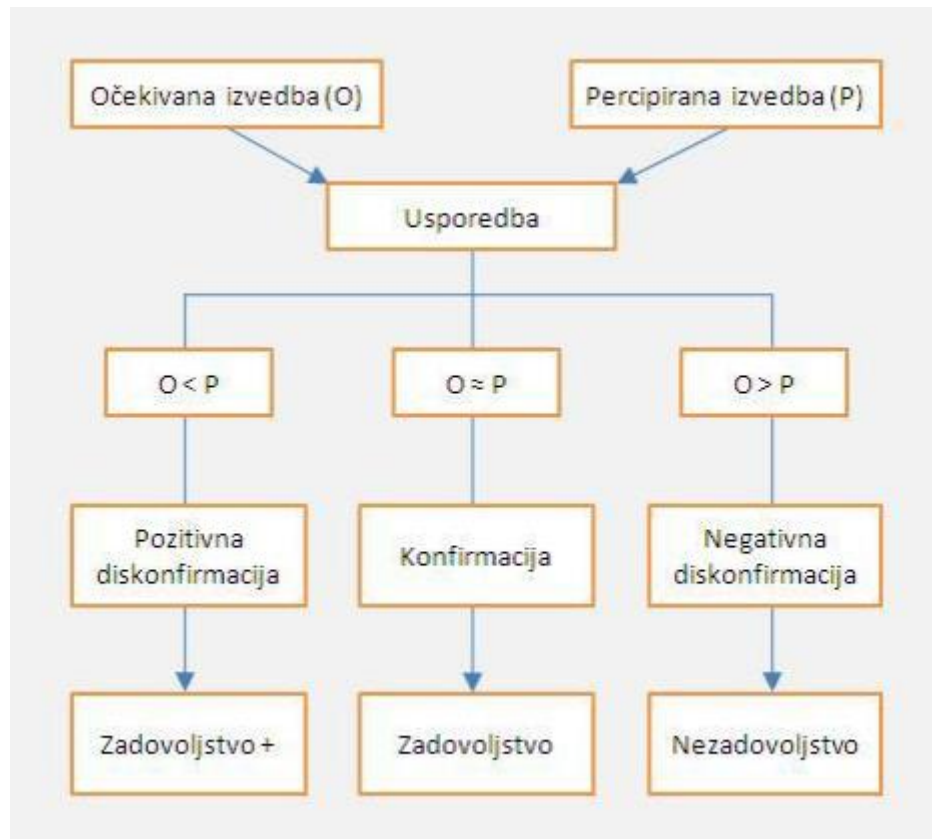 Očekivana izvedba (O)
Percipirana izvedba (P)
Usporedba
O < P
O ≈ P
O > P
Pozitivna
diskonfirmacija
Konfirmacija
Negativna
diskonfirmacija
Zadovoljstvo +
Zadovoljstvo
Nezadovoljstvo